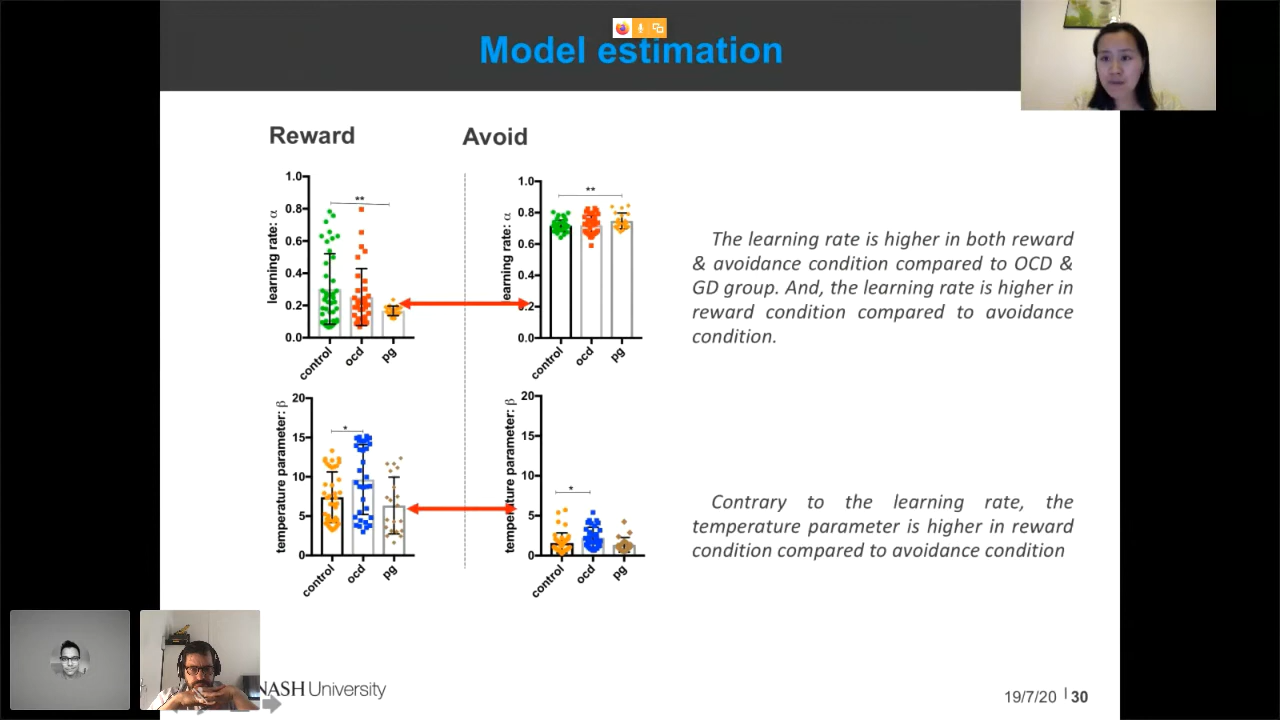 Model estimation
Reward
Avoid
1.0
0.8
0.6
0.4
0.2
0.0
learning rate: α
**
control
ocd
pg
1.0
0.8
0.6
0.4
0.2
0.0
learning rate: α
**
control
ocd
pg
The learning rate is higher in both reward
& avoidance condition compared to OCD &
GD group. And, the learning rate is higher in
reward condition compared to avoidance
condition.
20
15
10
5
0
temperature parameter: β
*
control
ocd
pg
20
15
10
5
0
temperature parameter: β
*
control
ocd
pg
Contrary to the learning rate, the
temperature parameter is higher in reward
condition compared to avoidance condition
NASH University
19/7/20 | 30